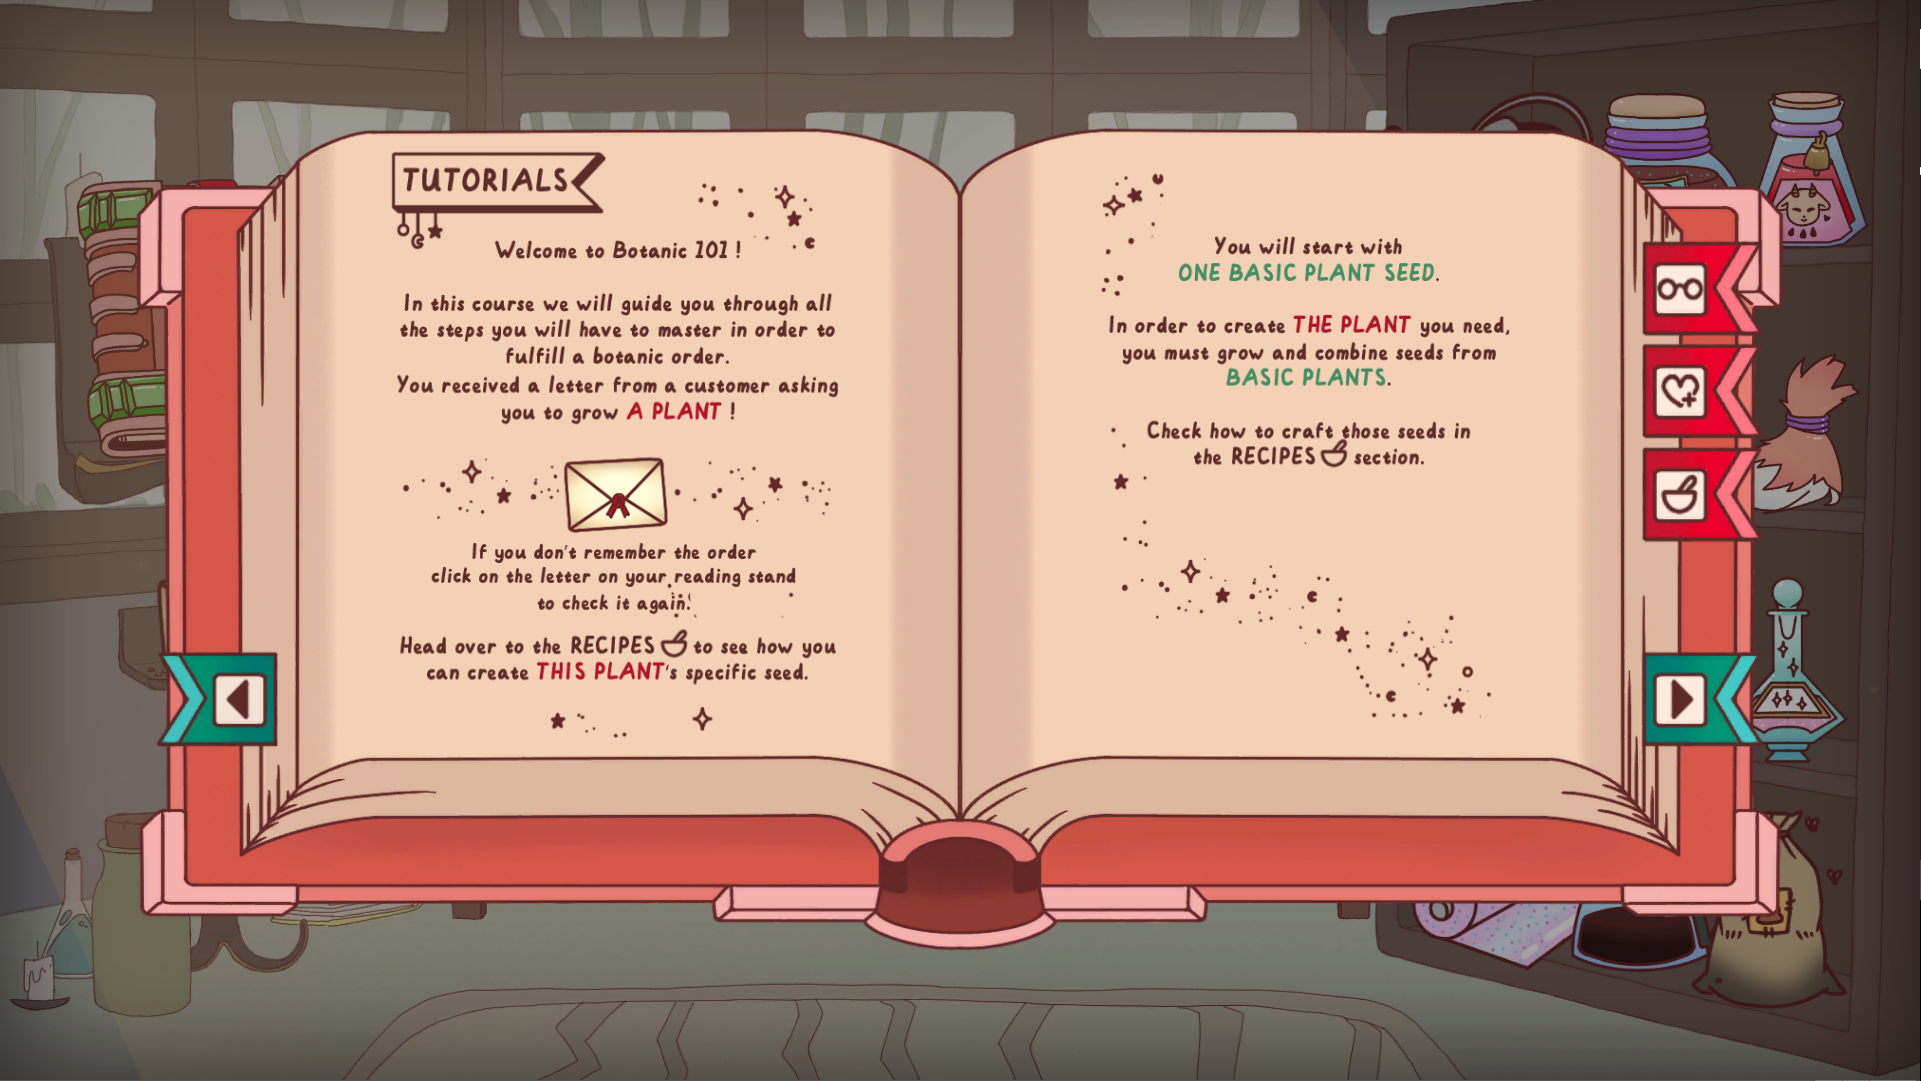 TUTORIALS
Welcome to Botanic 101 !
In this course we will guide you through all
the steps you will have to master in order to
fulfill a botanic order.
You received a letter from a customer asking
you to grow A PLANT !
If you don't remember the order
click on the letter on your reading stand
to check it again.
Head over to the RECIPES to see how you
can create THIS PLANT's specific seed.
You will start with
ONE BASIC PLANT SEED.
In order to create THE PLANT you need,
you must grow and combine seeds from
BASIC PLANTS.
Check how to craft those seeds in
the RECIPES section.